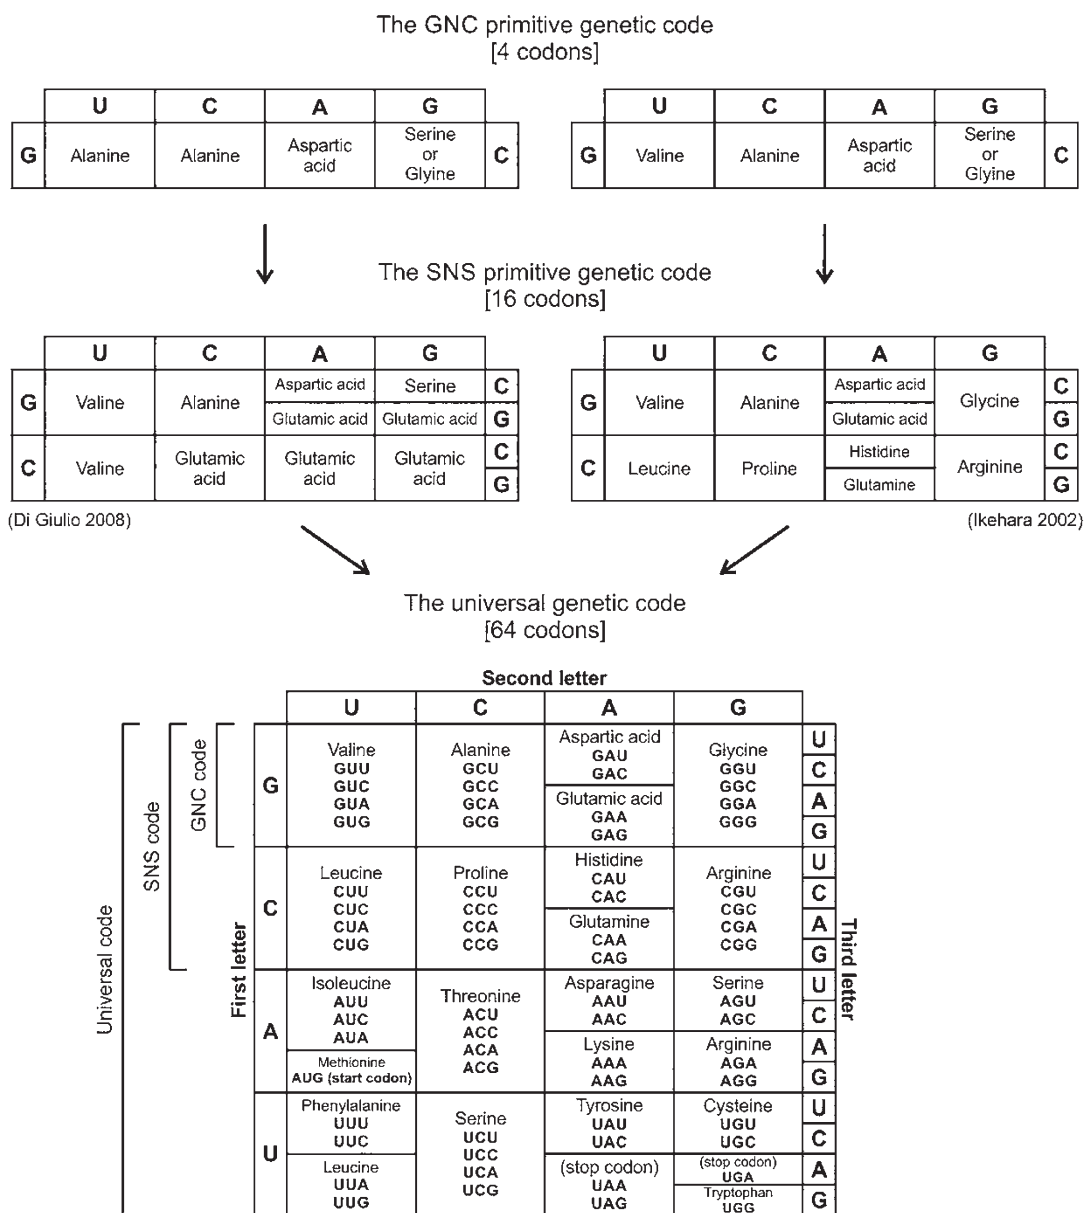 The GNC primitive genetic code
[4 codons]
U C A G
G Alanine Alanine Aspartic acid Serine or Glyine C
U C A G
G Valine Alanine Aspartic acid Serine or Glyine C
The SNS primitive genetic code
[16 codons]
U C A G
G Valine Alanine Aspartic acid Serine C
Glutamic acid Glutamic acid G
C Valine Glutamic acid Glutamic acid Glutamic acid C
G
(Di Giulio 2008)
U C A G
G Valine Alanine Aspartic acid Glycine C
Glutamic acid G
C Leucine Proline Histidine Arginine C
Glutamine G
(Ikehara 2002)
The universal genetic code
[64 codons]
Second letter
U C A G
Universal code
SNS code
GNC code
First letter
Third letter
G
Valine
GUU
GUC
GUA
GUG
Alanine
GCU
GCC
GCA
GCG
Aspartic acid
GAU
GAC
Glutamic acid
GAA
GAG
Glycine
GGU
GGC
GGA
GGG
U
C
A
G
C
Leucine
CUU
CUC
CUA
CUG
Proline
CCU
CCC
CCA
CCG
Histidine
CAU
CAC
Glutamine
CAA
CAG
Arginine
CGU
CGC
CGA
CGG
U
C
A
G
A
Isoleucine
AUU
AUC
AUA
Methionine
AUG (start codon)
Threonine
ACU
ACC
ACA
ACG
Asparagine
AAU
AAC
Lysine
AAA
AAG
Serine
AGU
AGC
Arginine
AGA
AGG
U
C
A
G
U
Phenylalanine
UUU
UUC
Leucine
UUA
UUG
Serine
UCU
UCC
UCA
UCG
Tyrosine
UAU
UAC
(stop codon)
UAA
UAG
Cysteine
UGU
UGC
(stop codon)
UGA
Tryptophan
UGG
U
C
A
G